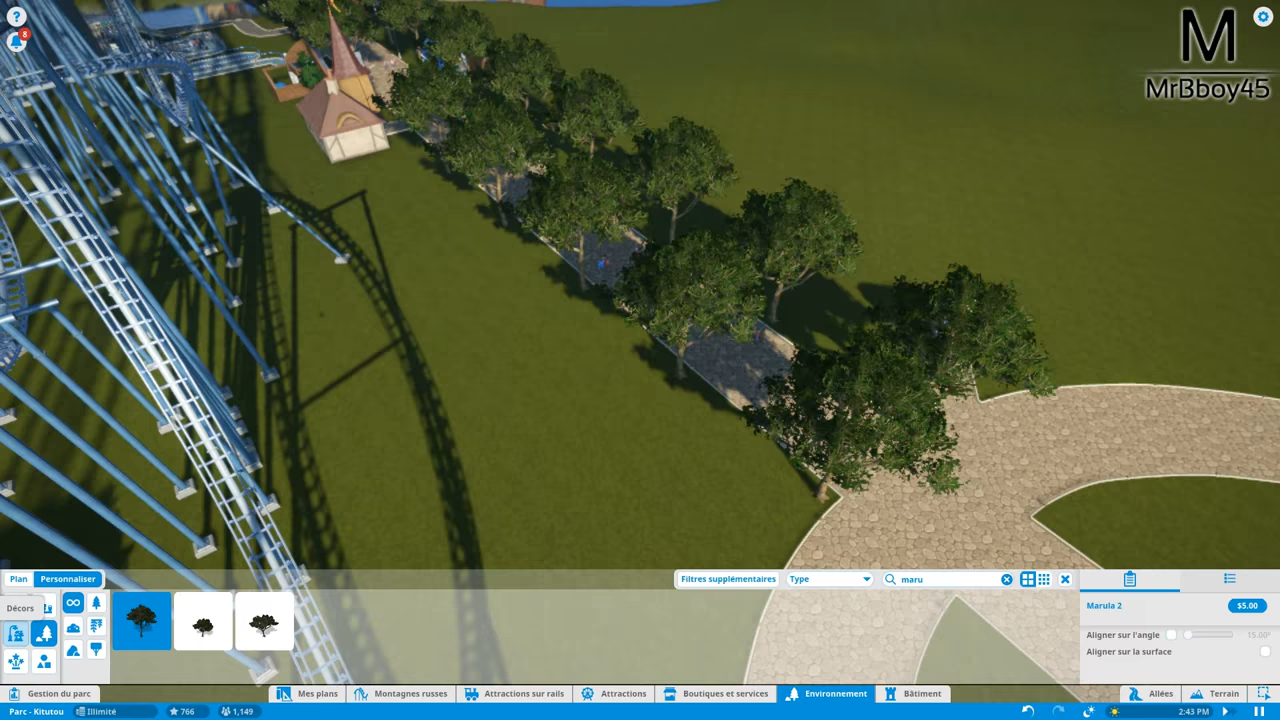 ?
8
M
MrBboy45
Plan
Personnaliser
Filtres supplémentaires
Type
maru
Décors
Marula 2
$5.00
Aligner sur l'angle
15.00°
Aligner sur la surface
Gestion du parc
Mes plans
Montagnes russes
Attractions sur rails
Attractions
Boutiques et services
Environnement
Bâtiment
Allées
Terrain
Parc - Kitutou
Illimité
766
1,149
2:43 PM